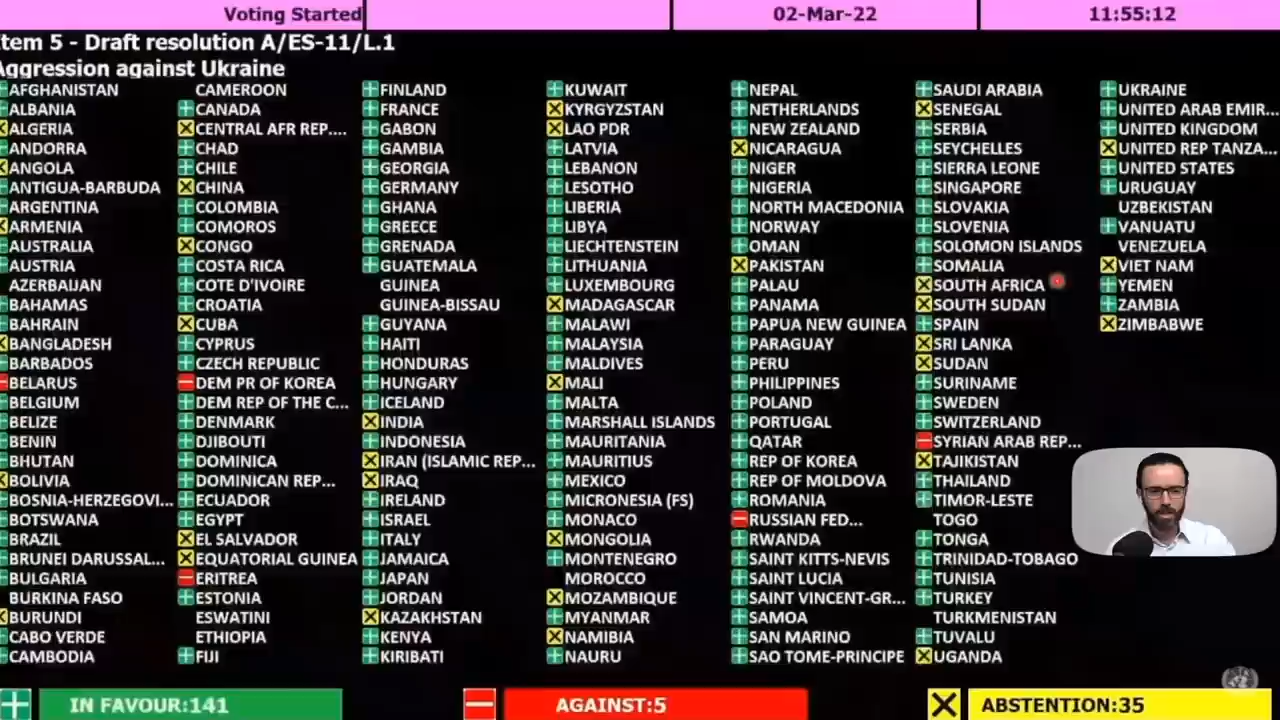 Voting Started 02-Mar-22 11:55:12
tem 5 - Draft resolution A/ES-11/L.1
Aggression against Ukraine
AFGHANISTAN
ALBANIA
ALGERIA
ANDORRA
ANGOLA
ANTIGUA-BARBUDA
ARGENTINA
ARMENIA
AUSTRALIA
AUSTRIA
AZERBAIJAN
BAHAMAS
BAHRAIN
BANGLADESH
BARBADOS
BELARUS
BELGIUM
BELIZE
BENIN
BHUTAN
BOLIVIA
BOSNIA-HERZEGOVI...
BOTSWANA
BRAZIL
BRUNEI DARUSSAL...
BULGARIA
BURKINA FASO
BURUNDI
CABO VERDE
CAMBODIA
CAMEROON
CANADA
CENTRAL AFR REP....
CHAD
CHILE
CHINA
COLOMBIA
COMOROS
CONGO
COSTA RICA
COTE D'IVOIRE
CROATIA
CUBA
CYPRUS
CZECH REPUBLIC
DEM PR OF KOREA
DEM REP OF THE C...
DENMARK
DJIBOUTI
DOMINICA
DOMINICAN REP...
ECUADOR
EGYPT
EL SALVADOR
EQUATORIAL GUINEA
ERITREA
ESTONIA
ESWATINI
ETHIOPIA
FIJI
FINLAND
FRANCE
GABON
GAMBIA
GEORGIA
GERMANY
GHANA
GREECE
GRENADA
GUATEMALA
GUINEA
GUINEA-BISSAU
GUYANA
HAITI
HONDURAS
HUNGARY
ICELAND
INDIA
INDONESIA
IRAN (ISLAMIC REP...
IRAQ
IRELAND
ISRAEL
ITALY
JAMAICA
JAPAN
JORDAN
KAZAKHSTAN
KENYA
KIRIBATI
KUWAIT
KYRGYZSTAN
LAO PDR
LATVIA
LEBANON
LESOTHO
LIBERIA
LIBYA
LIECHTENSTEIN
LITHUANIA
LUXEMBOURG
MADAGASCAR
MALAWI
MALAYSIA
MALDIVES
MALI
MALTA
MARSHALL ISLANDS
MAURITANIA
MAURITIUS
MEXICO
MICRONESIA (FS)
MONACO
MONGOLIA
MONTENEGRO
MOROCCO
MOZAMBIQUE
MYANMAR
NAMIBIA
NAURU
NEPAL
NETHERLANDS
NEW ZEALAND
NICARAGUA
NIGER
NIGERIA
NORTH MACEDONIA
NORWAY
OMAN
PAKISTAN
PALAU
PANAMA
PAPUA NEW GUINEA
PARAGUAY
PERU
PHILIPPINES
POLAND
PORTUGAL
QATAR
REP OF KOREA
REP OF MOLDOVA
ROMANIA
RUSSIAN FED...
RWANDA
SAINT KITTS-NEVIS
SAINT LUCIA
SAINT VINCENT-GR...
SAMOA
SAN MARINO
SAO TOME-PRINCIPE
SAUDI ARABIA
SENEGAL
SERBIA
SEYCHELLES
SIERRA LEONE
SINGAPORE
SLOVAKIA
SLOVENIA
SOLOMON ISLANDS
SOMALIA
SOUTH AFRICA
SOUTH SUDAN
SPAIN
SRI LANKA
SUDAN
SURINAME
SWEDEN
SWITZERLAND
SYRIAN ARAB REP...
TAJIKISTAN
THAILAND
TIMOR-LESTE
TOGO
TONGA
TRINIDAD-TOBAGO
TUNISIA
TURKEY
TURKMENISTAN
TUVALU
UGANDA
UKRAINE
UNITED ARAB EMIR...
UNITED KINGDOM
UNITED REP TANZA...
UNITED STATES
URUGUAY
UZBEKISTAN
VANUATU
VENEZUELA
VIET NAM
YEMEN
ZAMBIA
ZIMBABWE
IN FAVOUR:141 AGAINST:5 ABSTENTION:35